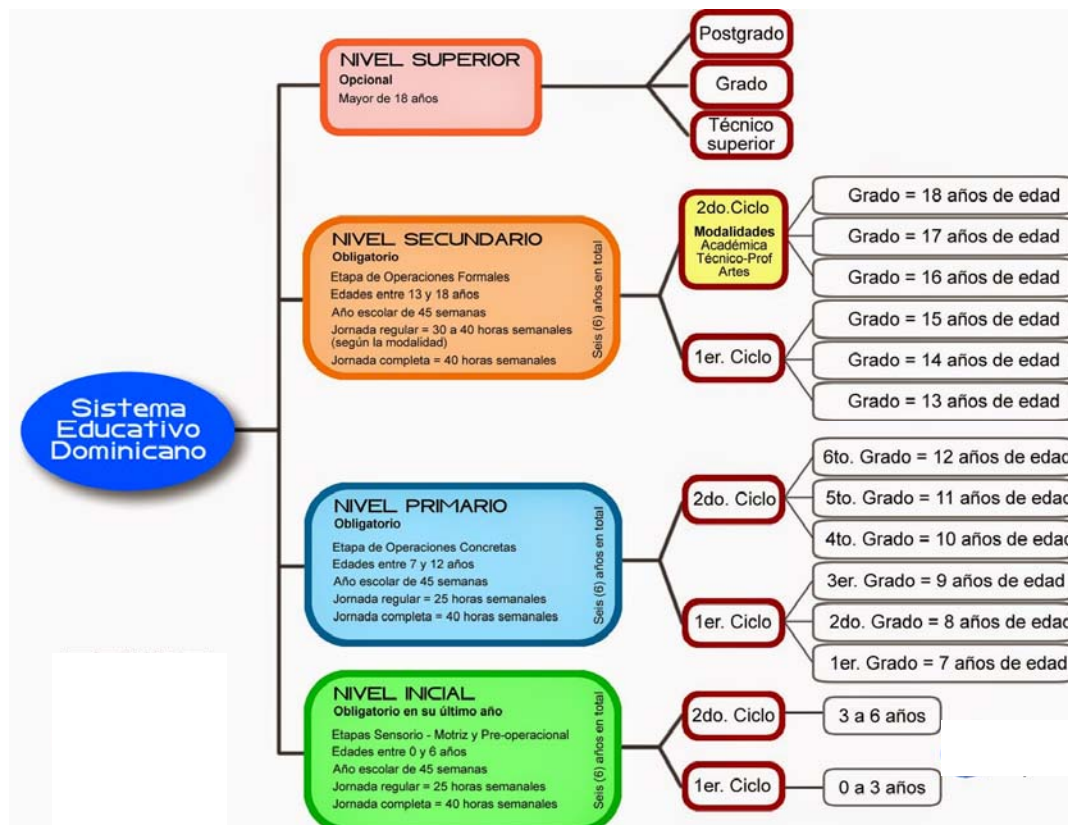 Sistema
Educativo
Dominicano
NIVEL SUPERIOR
Opcional
Mayor de 18 años
Postgrado
Grado
Técnico
superior
NIVEL SECUNDARIO
Obligatorio
Etapa de Operaciones Formales
Edades entre 13 y 18 años
Año escolar de 45 semanas
Jornada regular = 30 a 40 horas semanales
(según la modalidad)
Jornada completa = 40 horas semanales
Seis (6) años en total
2do.Ciclo
Modalidades
Académica
Técnico-Prof
Artes
Grado = 18 años de edad
Grado = 17 años de edad
Grado = 16 años de edad
1er. Ciclo
Grado = 15 años de edad
Grado = 14 años de edad
Grado = 13 años de edad
NIVEL PRIMARIO
Obligatorio
Etapa de Operaciones Concretas
Edades entre 7 y 12 años
Año escolar de 45 semanas
Jornada regular = 25 horas semanales
Jornada completa = 40 horas semanales
Seis (6) años en total
2do. Ciclo
6to. Grado = 12 años de edad
5to. Grado = 11 años de edad
4to. Grado = 10 años de edad
1er. Ciclo
3er. Grado = 9 años de edad
2do. Grado = 8 años de edad
1er. Grado = 7 años de edad
NIVEL INICIAL
Obligatorio en su último año
Etapas Sensorio - Motriz y Pre-operacional
Edades entre 0 y 6 años
Año escolar de 45 semanas
Jornada regular = 25 horas semanales
Jornada completa = 40 horas semanales
Seis (6) años en total
2do. Ciclo
3 a 6 años
1er. Ciclo
0 a 3 años